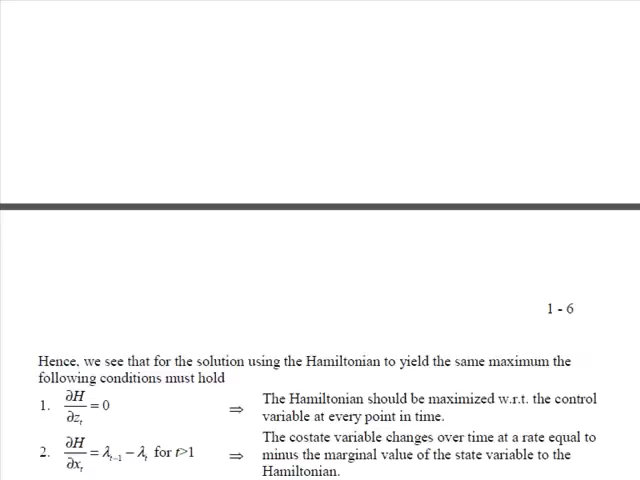 1 - 6
Hence, we see that for the solution using the Hamiltonian to yield the same maximum the
following conditions must hold
1. ∂H/∂z_t = 0 ⇒ The Hamiltonian should be maximized w.r.t. the control
variable at every point in time.
2. ∂H/∂x_t = λ_{t-1} − λ_t for t>1 ⇒ The costate variable changes over time at a rate equal to
minus the marginal value of the state variable to the
Hamiltonian.